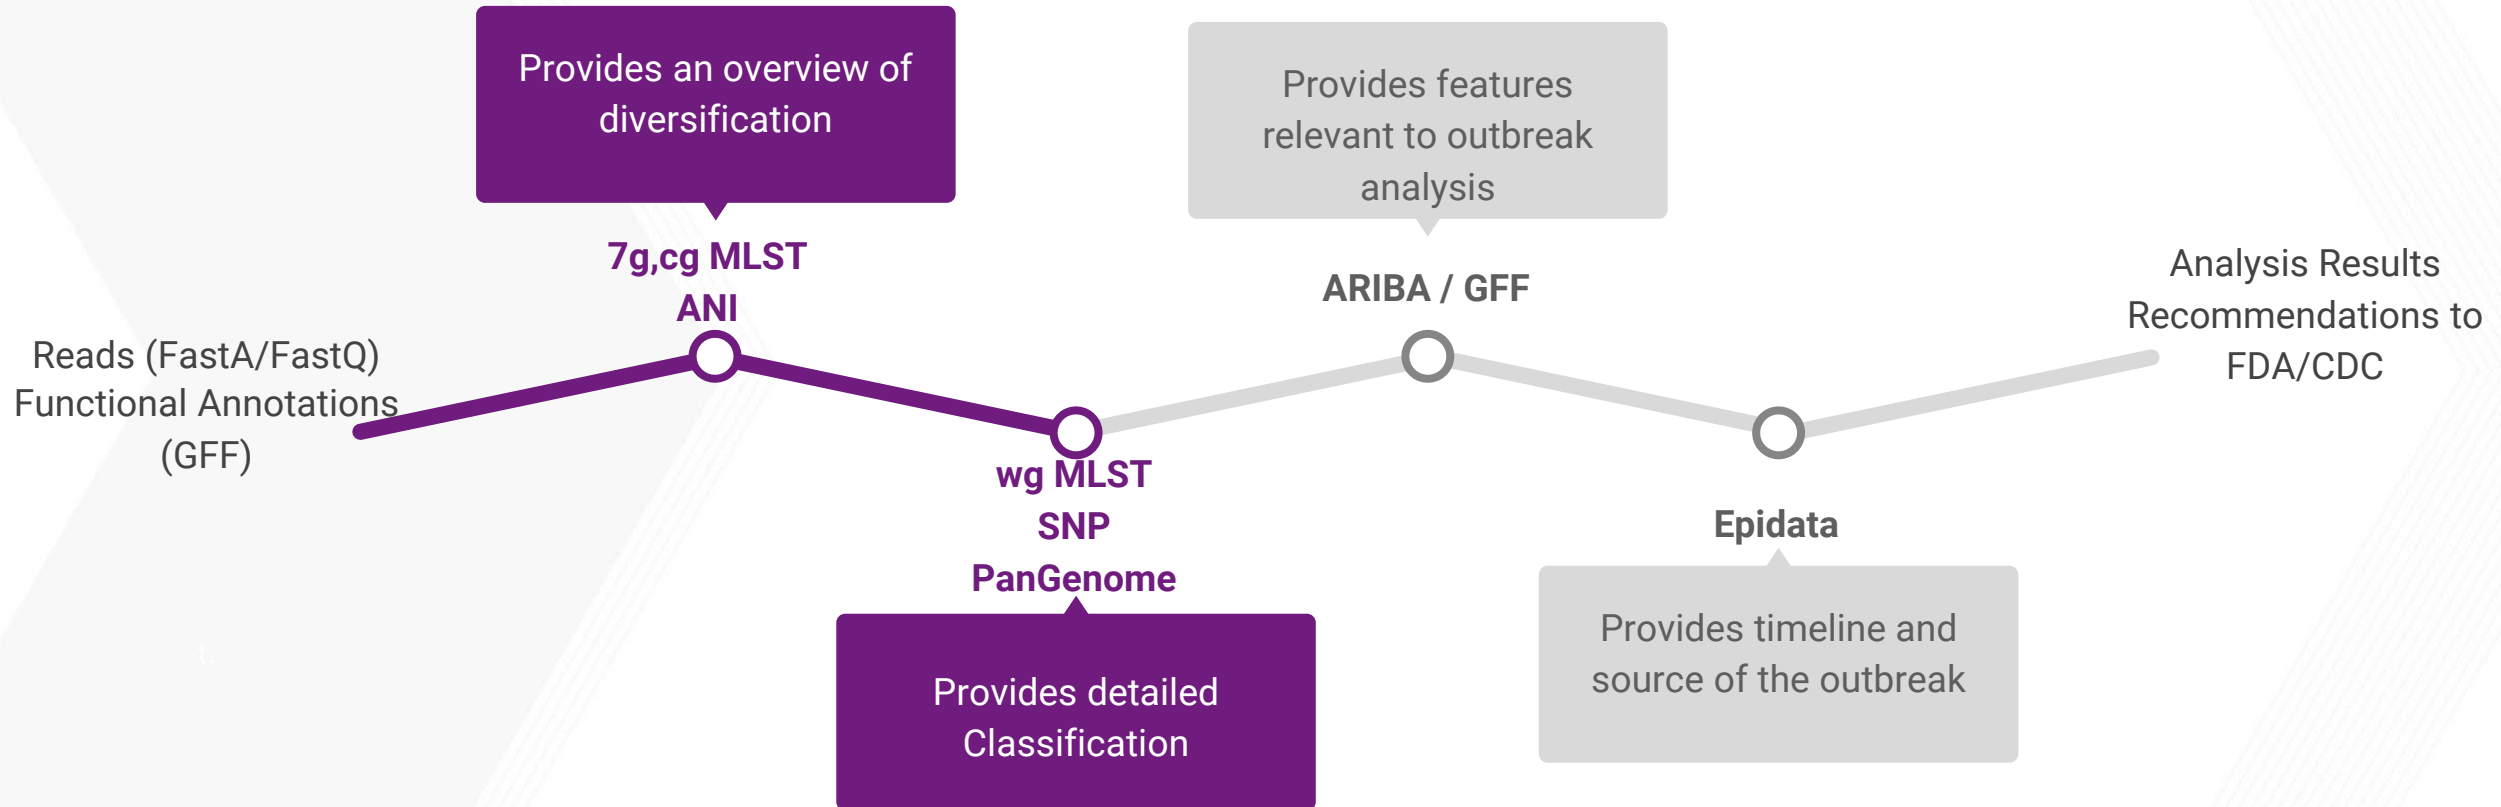 Provides an overview of
diversification
7g,cg MLST
ANI
Reads (FastA/FastQ)
Functional Annotations
(GFF)
wg MLST
SNP
PanGenome
Provides detailed
Classification
Provides features
relevant to outbreak
analysis
ARIBA / GFF
Epidata
Provides timeline and
source of the outbreak
Analysis Results
Recommendations to
FDA/CDC
t.